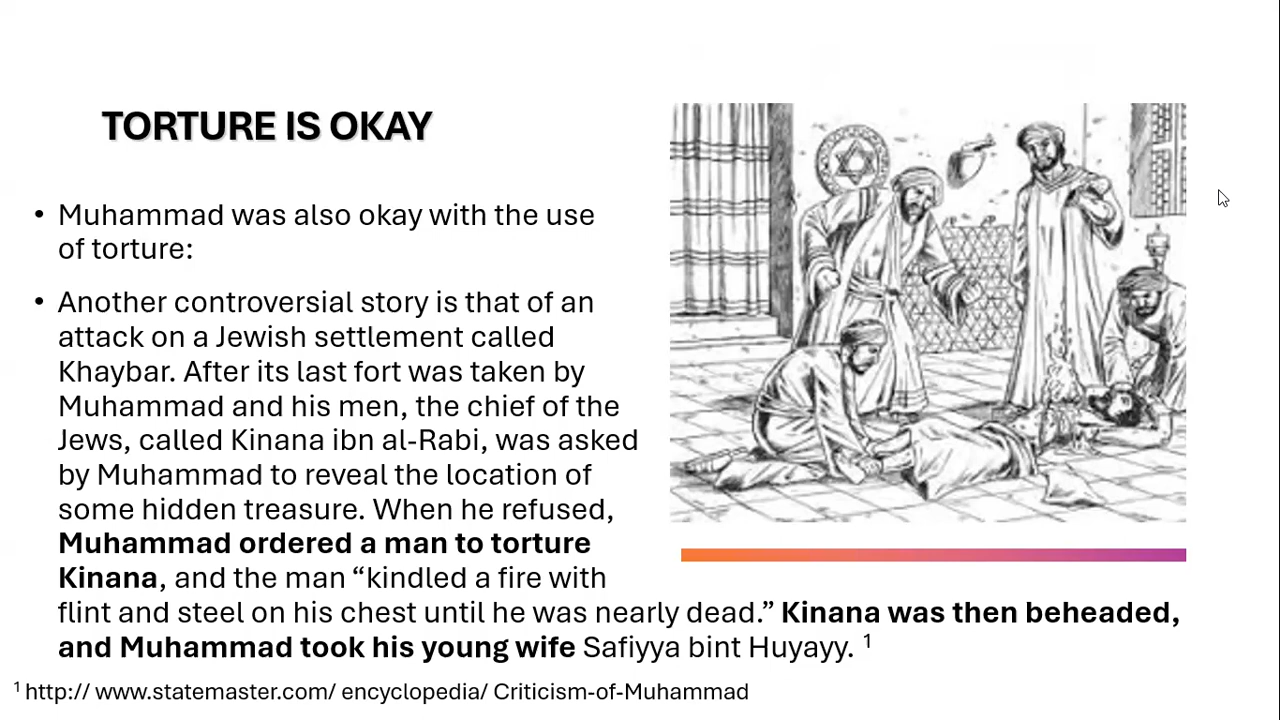 TORTURE IS OKAY
• Muhammad was also okay with the use
of torture:
• Another controversial story is that of an
attack on a Jewish settlement called
Khaybar. After its last fort was taken by
Muhammad and his men, the chief of the
Jews, called Kinana ibn al-Rabi, was asked
by Muhammad to reveal the location of
some hidden treasure. When he refused,
Muhammad ordered a man to torture
Kinana, and the man “kindled a fire with
flint and steel on his chest until he was nearly dead.” Kinana was then beheaded,
and Muhammad took his young wife Safiyya bint Huyayy. ¹
¹ http:// www.statemaster.com/ encyclopedia/ Criticism-of-Muhammad